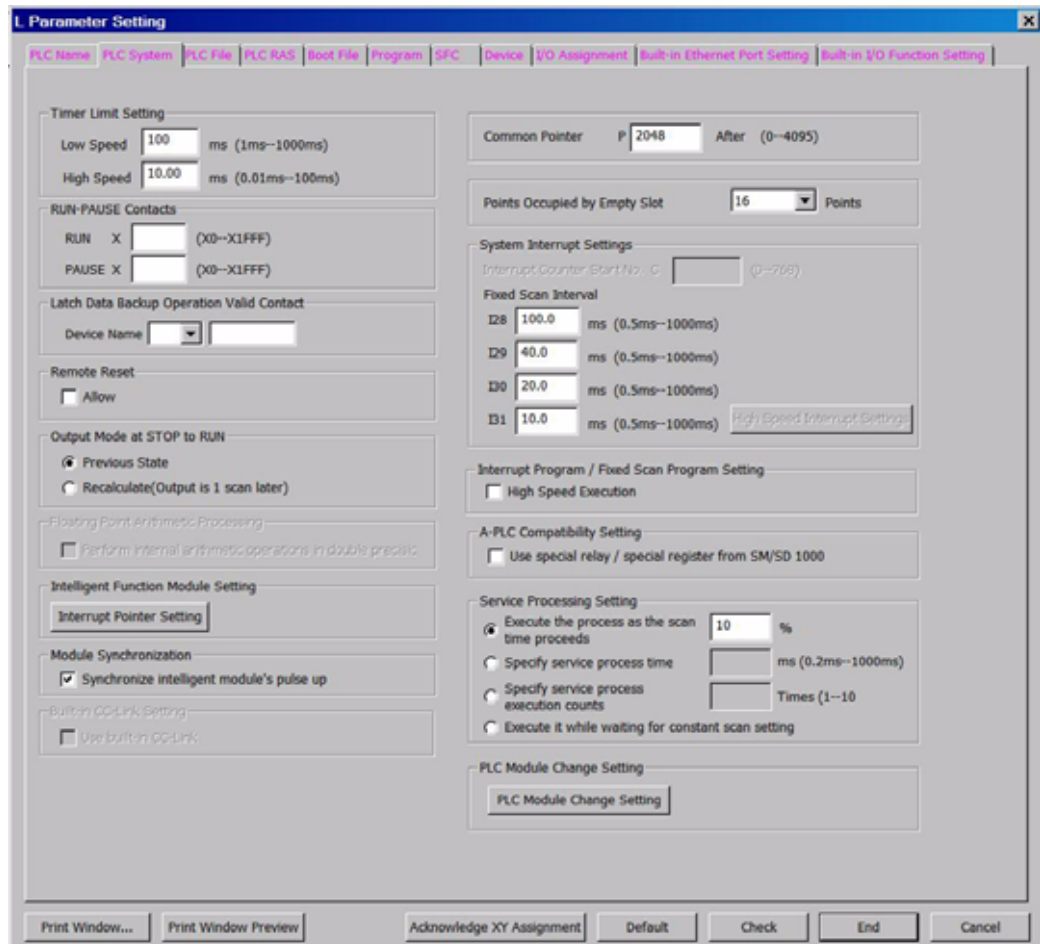 L Parameter Setting
PLC Name PLC System PLC File PLC RAS Boot File Program SFC Device I/O Assignment Built-in Ethernet Port Setting Built-in I/O Function Setting
Timer Limit Setting
Low Speed 100 ms (1ms--1000ms)
High Speed 10.00 ms (0.01ms--100ms)
RUN-PAUSE Contacts
RUN X (X0--X1FFF)
PAUSE X (X0--X1FFF)
Latch Data Backup Operation Valid Contact
Device Name
Remote Reset
Allow
Output Mode at STOP to RUN
Previous State
Recalculate(Output is 1 scan later)
Floating Point Arithmetic Processing
Perform internal arithmetic operations in double precisic
Intelligent Function Module Setting
Interrupt Pointer Setting
Module Synchronization
Synchronize intelligent module's pulse up
Built-in CC-Link Setting
Use built-in CC-Link
Common Pointer P 2048 After (0--4095)
Points Occupied by Empty Slot 16 Points
System Interrupt Settings
Interrupt Counter Start No. C (0--768)
Fixed Scan Interval
I28 100.0 ms (0.5ms--1000ms)
I29 40.0 ms (0.5ms--1000ms)
I30 20.0 ms (0.5ms--1000ms)
I31 10.0 ms (0.5ms--1000ms) High Speed Interrupt Settings
Interrupt Program / Fixed Scan Program Setting
High Speed Execution
A-PLC Compatibility Setting
Use special relay / special register from SM/SD 1000
Service Processing Setting
Execute the process as the scan 10 %
time proceeds
Specify service process time ms (0.2ms--1000ms)
Specify service process
execution counts Times (1--10
Execute it while waiting for constant scan setting
PLC Module Change Setting
PLC Module Change Setting
Print Window... Print Window Preview Acknowledge XY Assignment Default Check End Cancel